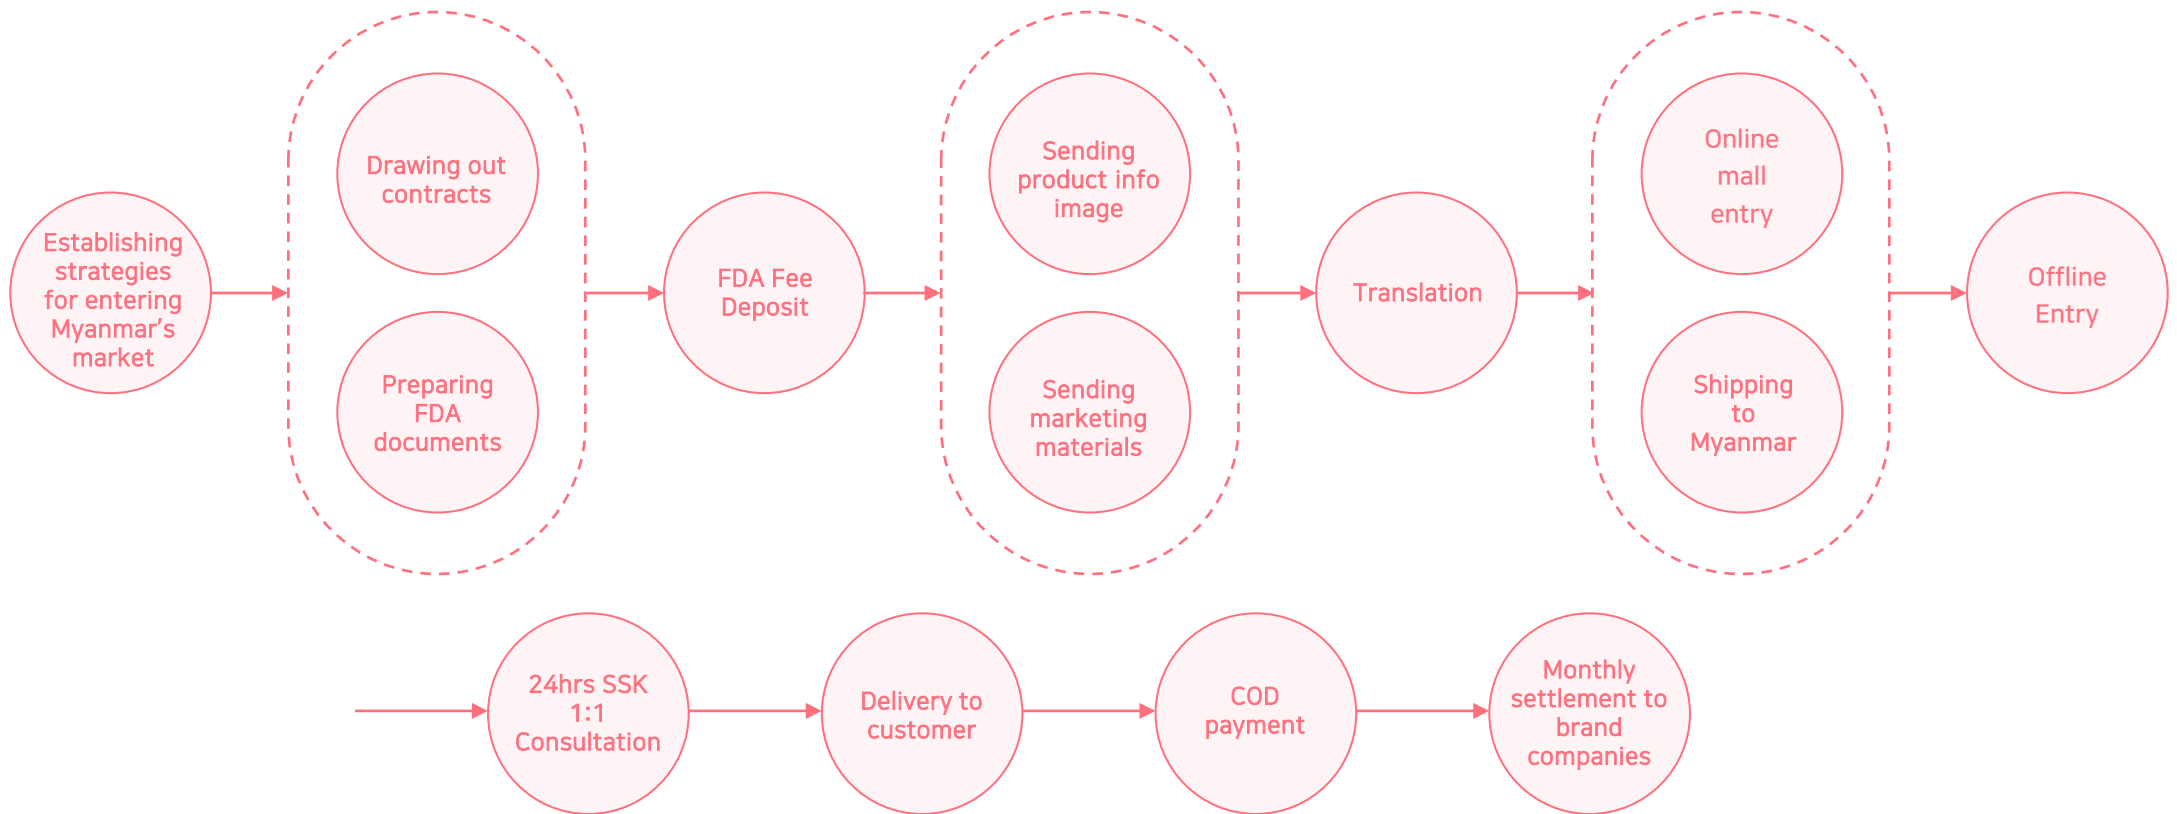 Establishing
strategies
for entering
Myanmar’s
market
Drawing out
contracts
Preparing
FDA
documents
FDA Fee
Deposit
Sending
product info
image
Sending
marketing
materials
Translation
Online
mall
entry
Shipping
to
Myanmar
Offline
Entry
24hrs SSK
1:1
Consultation
Delivery to
customer
COD
payment
Monthly
settlement to
brand
companies